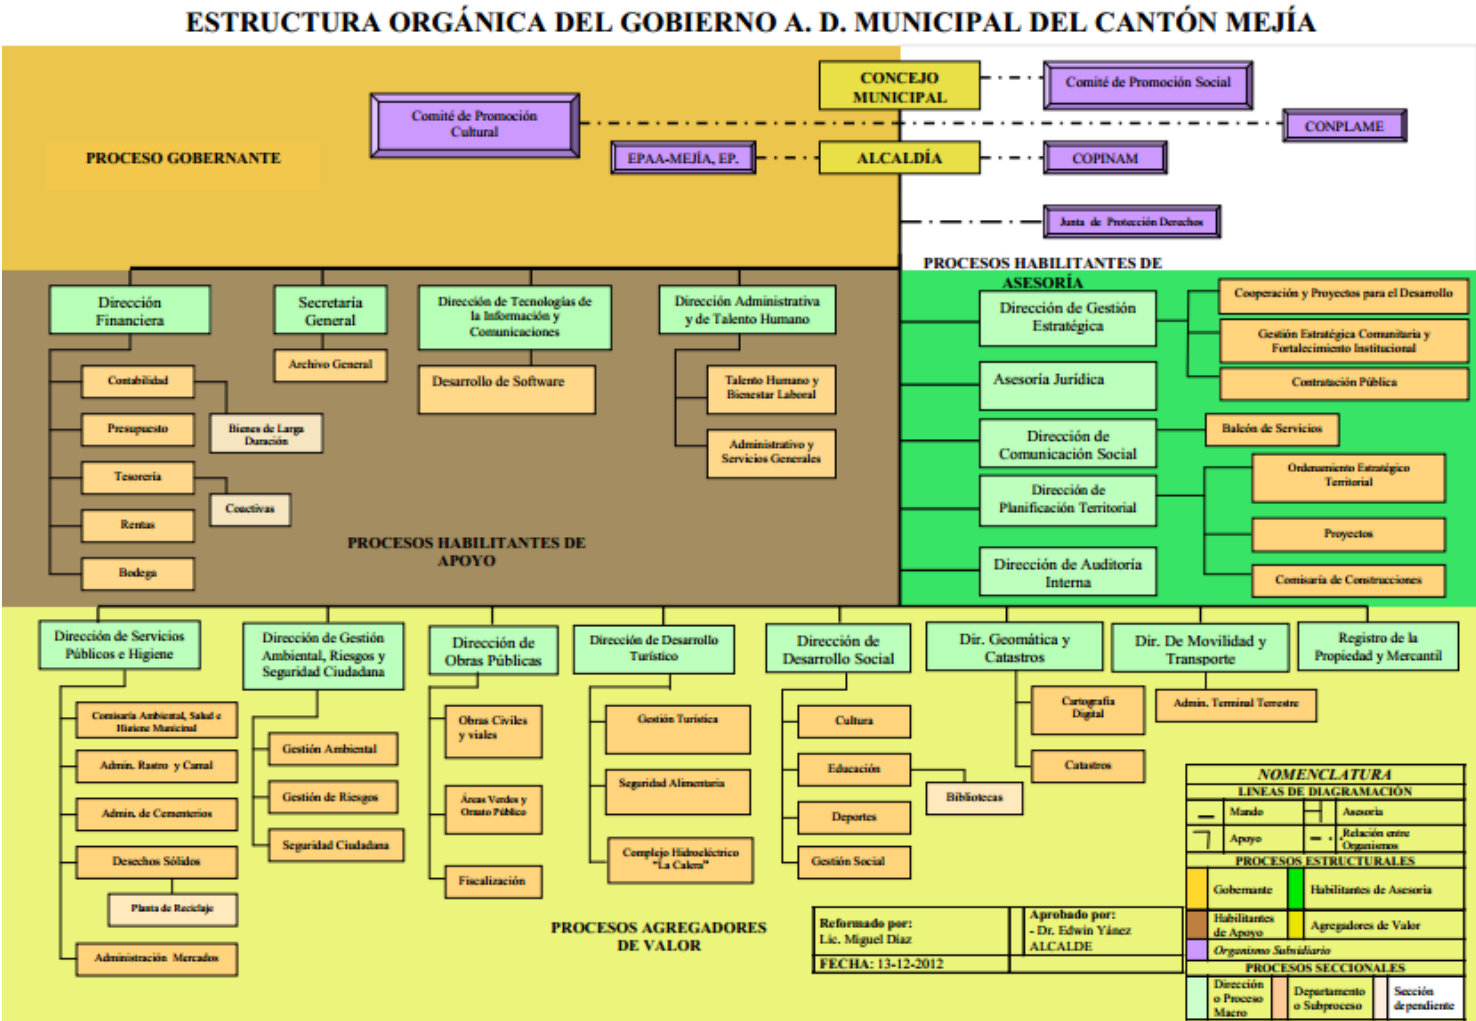 ESTRUCTURA ORGÁNICA DEL GOBIERNO A. D. MUNICIPAL DEL CANTÓN MEJÍA
CONCEJO
MUNICIPAL
Comité de Promoción Social
Comité de Promoción
Cultural
CONPLAME
PROCESO GOBERNANTE
EPAA-MEJÍA, EP.
ALCALDÍA
COPINAM
Junta de Protección Derechos
PROCESOS HABILITANTES DE
ASESORÍA
Dirección
Financiera
Secretaría
General
Dirección de Tecnologías de
la Información y
Comunicaciones
Dirección Administrativa
y de Talento Humano
Archivo General
Desarrollo de Software
Contabilidad
Bienes de Larga
Duración
Presupuesto
Tesorería
Coactivas
Rentas
Bodega
Talento Humano y
Bienestar Laboral
Administrativo y
Servicios Generales
PROCESOS HABILITANTES DE
APOYO
Dirección de Gestión
Estratégica
Cooperación y Proyectos para el Desarrollo
Gestión Estratégica Comunitaria y
Fortalecimiento Institucional
Contratación Pública
Asesoría Jurídica
Dirección de
Comunicación Social
Balcón de Servicios
Dirección de
Planificación Territorial
Ordenamiento Estratégico
Territorial
Proyectos
Comisaría de Construcciones
Dirección de Auditoría
Interna
Dirección de Servicios
Públicos e Higiene
Dirección de Gestión
Ambiental, Riesgos y
Seguridad Ciudadana
Dirección de
Obras Públicas
Dirección de Desarrollo
Turístico
Dirección de
Desarrollo Social
Dir. Geomática y
Catastros
Dir. De Movilidad y
Transporte
Registro de la
Propiedad y Mercantil
Comisaría Ambiental, Salud e
Higiene Municipal
Admin. Rastro y Camal
Admin. de Cementerios
Desechos Sólidos
Planta de Reciclaje
Administración Mercados
Gestión Ambiental
Gestión de Riesgos
Seguridad Ciudadana
Obras Civiles
y viales
Áreas Verdes y
Ornato Público
Fiscalización
Gestión Turística
Seguridad Alimentaria
Complejo Hidroeléctrico
"La Calera"
Cultura
Educación
Bibliotecas
Deportes
Gestión Social
Cartografía
Digital
Catastros
Admin. Terminal Terrestre
PROCESOS AGREGADORES
DE VALOR
Reformado por:
Lic. Miguel Díaz
FECHA: 13-12-2012
Aprobado por:
- Dr. Edwin Yánez
ALCALDE
NOMENCLATURA
LINEAS DE DIAGRAMACIÓN
Mando
Asesoría
Apoyo
Relación entre
Organismos
PROCESOS ESTRUCTURALES
Gobernante
Habilitantes de Asesoría
Habilitantes
de Apoyo
Agregadores de Valor
Organismo Subsidiario
PROCESOS SECCIONALES
Dirección
o Proceso
Macro
Departamento
o Subproceso
Sección
dependiente